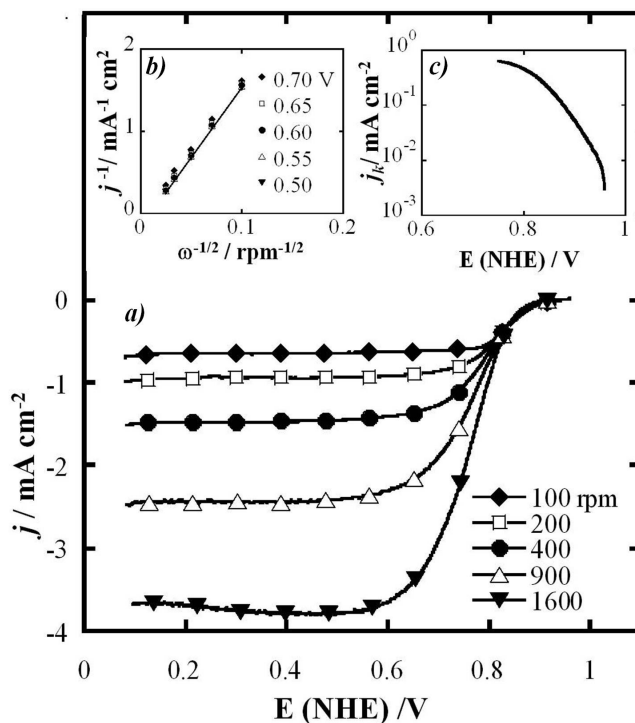 b)
j⁻¹/ mA⁻¹ cm²
2
1
0
0
0.1
0.2
ω⁻¹/² / rpm⁻¹/²
0.70 V
0.65
0.60
0.55
0.50
c)
jₖ/ mA cm⁻²
10⁰
10⁻¹
10⁻²
10⁻³
0.6
0.8
1
E (NHE) / V
a)
j / mA cm⁻²
0
-1
-2
-3
-4
0
0.2
0.4
0.6
0.8
1
E (NHE) /V
100 rpm
200
400
900
1600